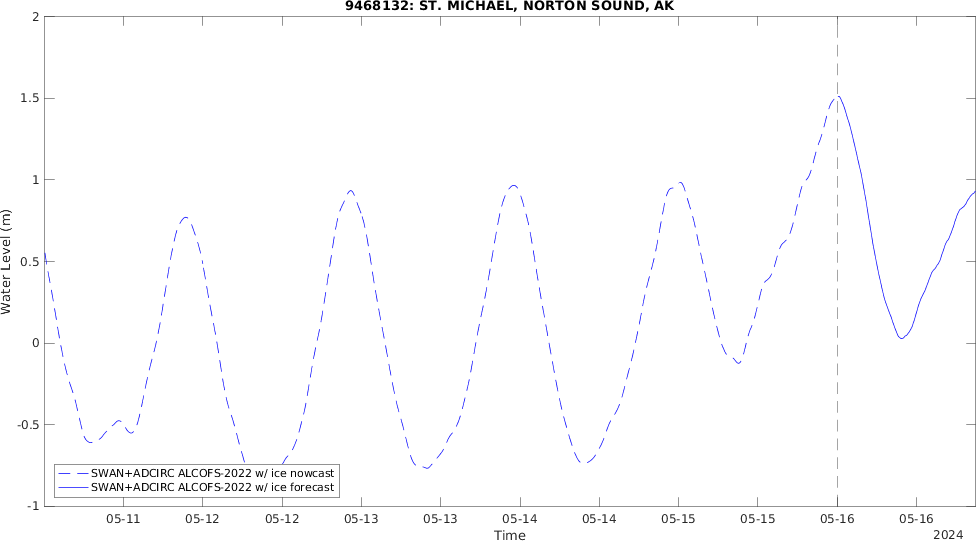 9468132: ST. MICHAEL, NORTON SOUND, AK
2
1.5
1
0.5
0
-0.5
-1
Water Level (m)
SWAN+ADCIRC ALCOFS-2022 w/ ice nowcast
SWAN+ADCIRC ALCOFS-2022 w/ ice forecast
05-11 05-12 05-12 05-13 05-13 05-14 05-14 05-15 05-15 05-16 05-16
Time
2024